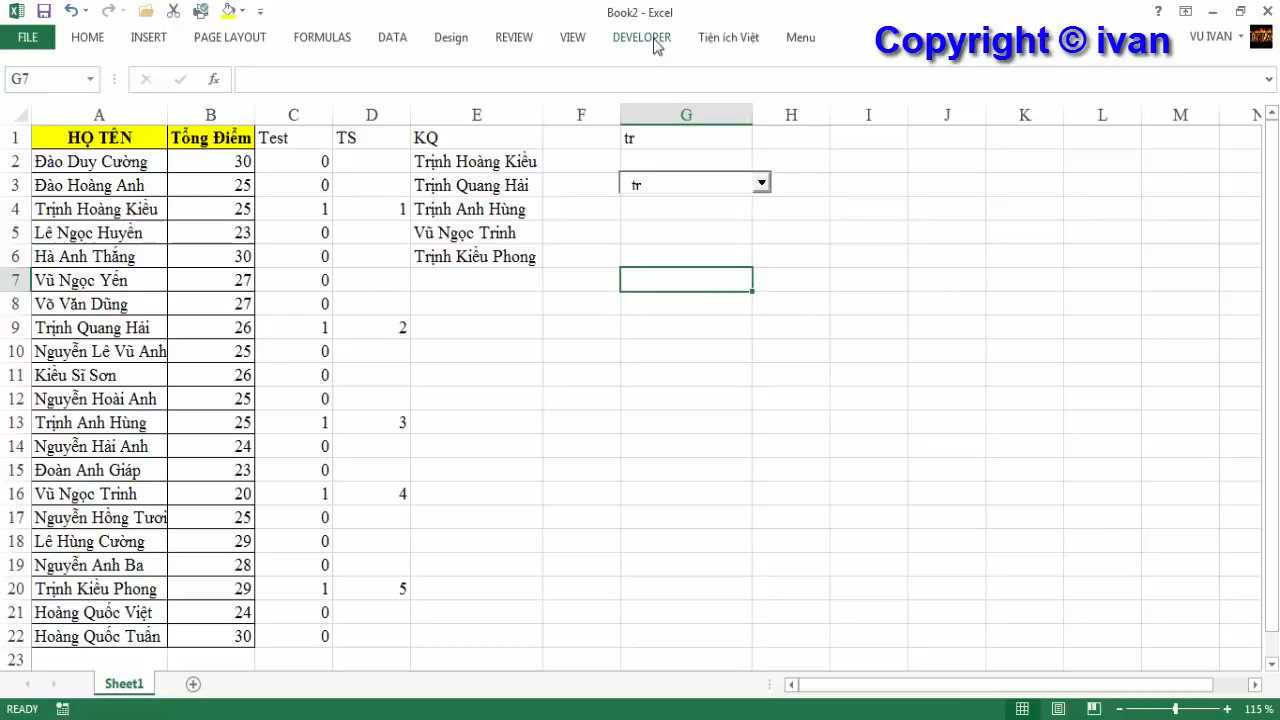 Book2 - Excel
FILE HOME INSERT PAGE LAYOUT FORMULAS DATA Design REVIEW VIEW DEVELOPER Tiện ích Việt Menu
Copyright © ivan
VU IVAN
G7 fx
A B C D E F G H I J K L M N
1 HỌ TÊN Tổng Điểm Test TS KQ tr
2 Đào Duy Cường 30 0 Trịnh Hoàng Kiều
3 Đào Hoàng Anh 25 0 Trịnh Quang Hải tr
4 Trịnh Hoàng Kiều 25 1 1 Trịnh Anh Hùng
5 Lê Ngọc Huyền 23 0 Vũ Ngọc Trinh
6 Hà Anh Thắng 30 0 Trịnh Kiều Phong
7 Vũ Ngọc Yến 27 0
8 Võ Văn Dũng 27 0
9 Trịnh Quang Hải 26 1 2
10 Nguyễn Lê Vũ Anh 25 0
11 Kiều Sĩ Sơn 26 0
12 Nguyễn Hoài Anh 25 0
13 Trịnh Anh Hùng 25 1 3
14 Nguyễn Hải Anh 24 0
15 Đoàn Anh Giáp 23 0
16 Vũ Ngọc Trinh 20 1 4
17 Nguyễn Hồng Tươi 25 0
18 Lê Hùng Cường 29 0
19 Nguyễn Anh Ba 28 0
20 Trịnh Kiều Phong 29 1 5
21 Hoàng Quốc Việt 24 0
22 Hoàng Quốc Tuấn 30 0
23
Sheet1
READY 115 %